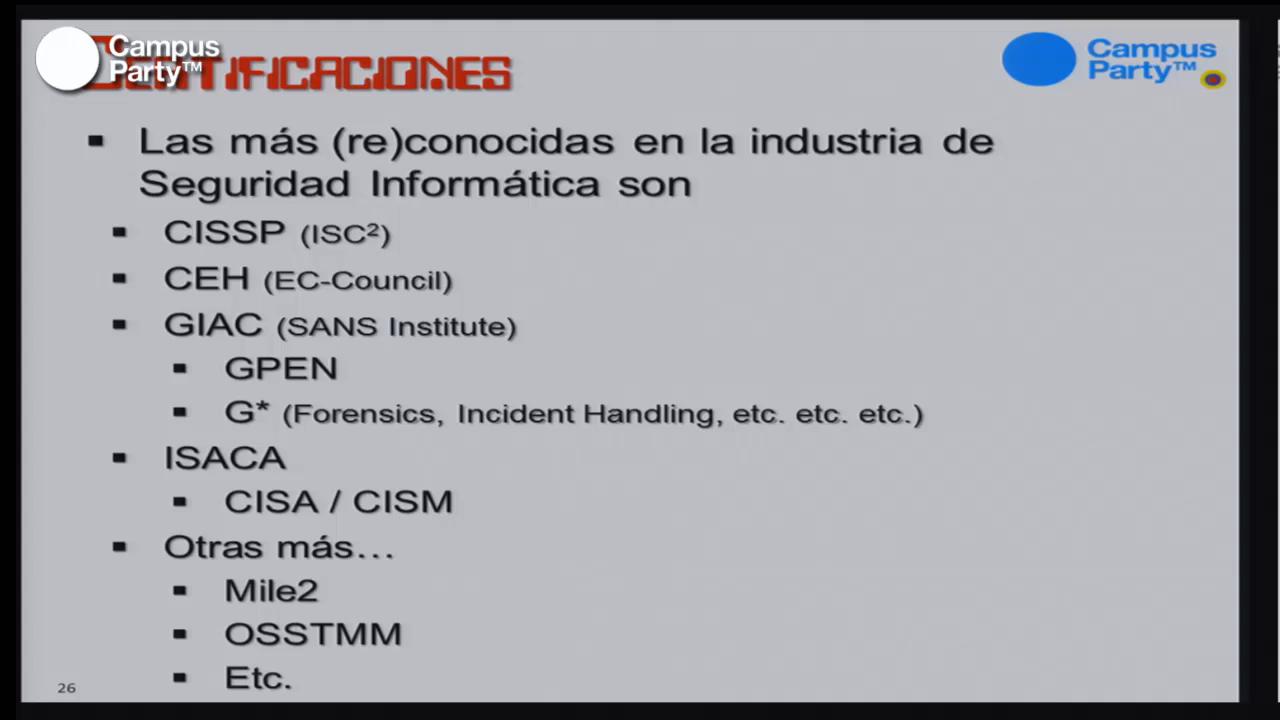 Campus
Party™
CERTIFICACIONES
Campus
Party™
▪ Las más (re)conocidas en la industria de
Seguridad Informática son
▪ CISSP (ISC²)
▪ CEH (EC-Council)
▪ GIAC (SANS Institute)
▪ GPEN
▪ G* (Forensics, Incident Handling, etc. etc. etc.)
▪ ISACA
▪ CISA / CISM
▪ Otras más…
▪ Mile2
▪ OSSTMM
▪ Etc.
26